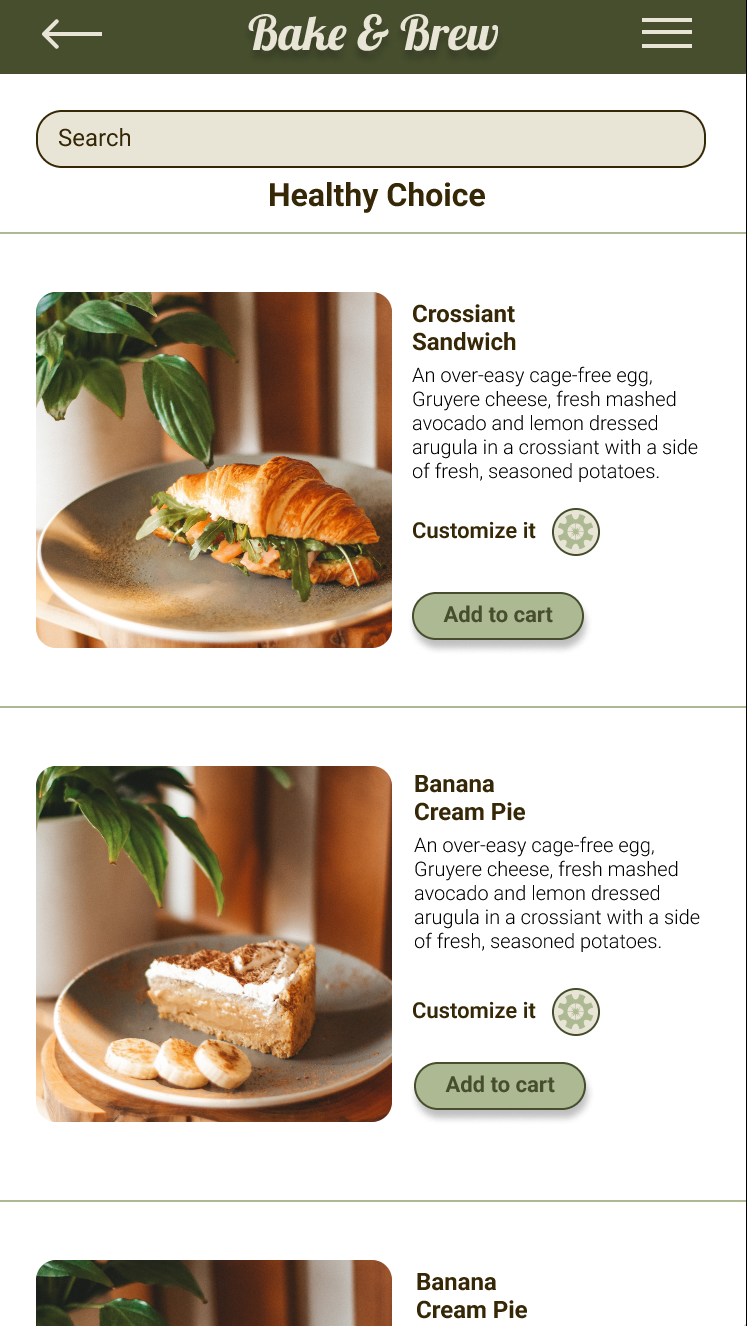 Bake & Brew
Search
Healthy Choice
Crossiant
Sandwich
An over-easy cage-free egg,
Gruyere cheese, fresh mashed
avocado and lemon dressed
arugula in a crossiant with a side
of fresh, seasoned potatoes.
Customize it
Add to cart
Banana
Cream Pie
An over-easy cage-free egg,
Gruyere cheese, fresh mashed
avocado and lemon dressed
arugula in a crossiant with a side
of fresh, seasoned potatoes.
Customize it
Add to cart
Banana
Cream Pie